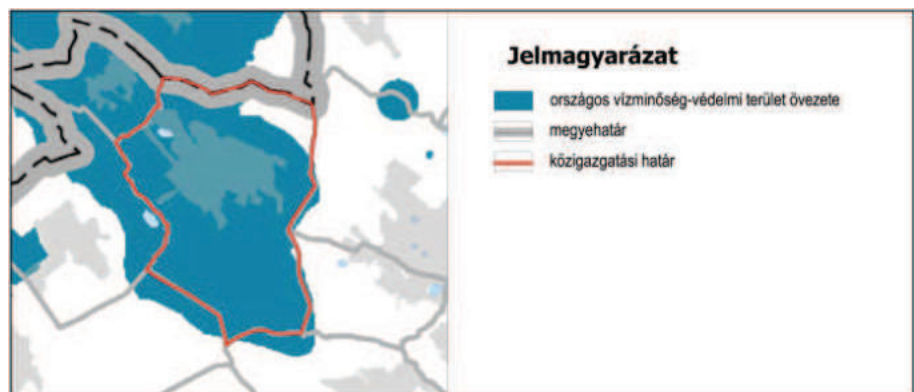 Jelmagyarázat
országos vízminőség-védelmi terület övezete
megyehatár
közigazgatási határ